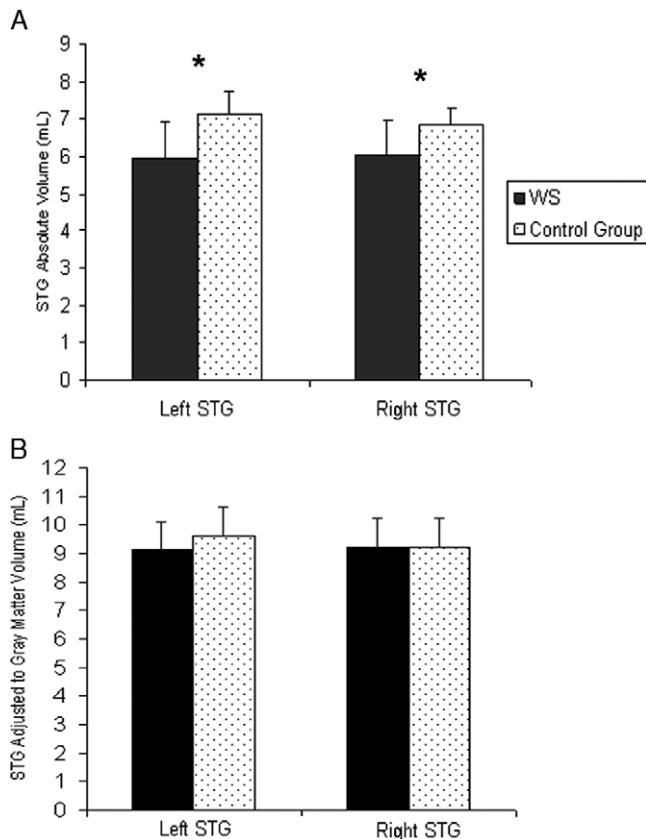 A
STG Absolute Volume (mL)
9
8
7
6
5
4
3
2
1
0
*
*
Left STG
Right STG
WS
Control Group
B
STG Adjusted to Gray Matter Volume (mL)
12
11
10
9
8
7
6
5
4
3
2
1
0
Left STG
Right STG